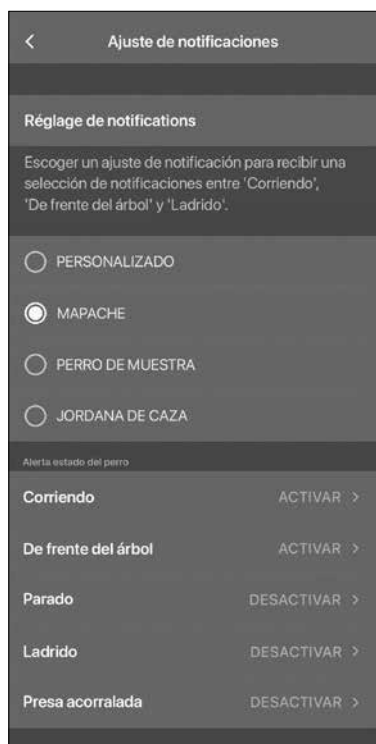 Ajuste de notificaciones
Réglage de notifications
Escoger un ajuste de notificación para recibir una
selección de notificaciones entre 'Corriendo',
'De frente del árbol' y 'Ladrido'.
PERSONALIZADO
MAPACHE
PERRO DE MUESTRA
JORDANA DE CAZA
Alerta estado del perro
Corriendo ACTIVAR >
De frente del árbol ACTIVAR >
Parado DESACTIVAR >
Ladrido DESACTIVAR >
Presa acorralada DESACTIVAR >